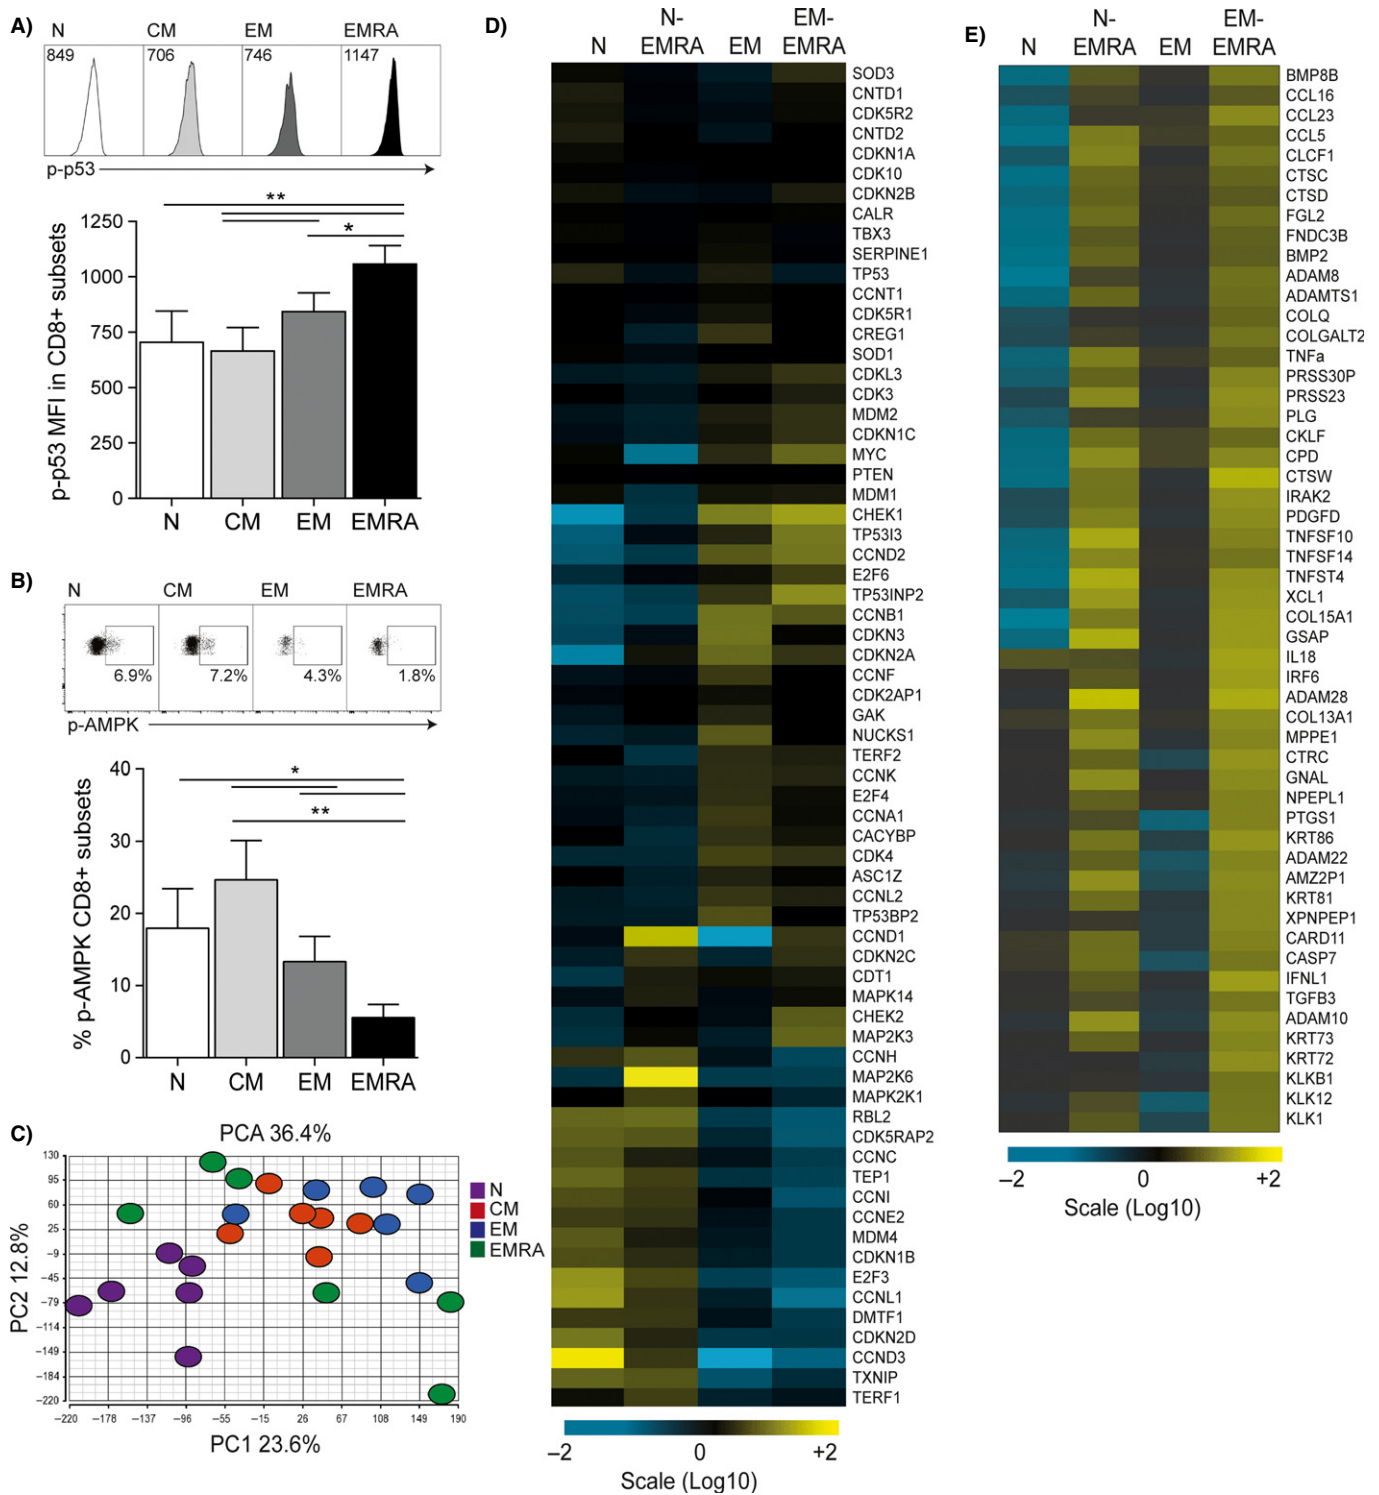 A)
N CM EM EMRA
849 706 746 1147
p-p53
**
*
1250
1000
750
500
250
0
p-p53 MFI in CD8+ subsets
N CM EM EMRA
B)
N CM EM EMRA
6.9% 7.2% 4.3% 1.8%
p-AMPK
*
**
40
30
20
10
0
% p-AMPK CD8+ subsets
N CM EM EMRA
C)
PCA 36.4%
130
95
60
25
–9
–45
–79
–114
–149
–184
–220
PC2 12.8%
–220 –178 –137 –96 –55 –15 26 67 108 149 190
PC1 23.6%
N
CM
EM
EMRA
D)
N N-EMRA EM EM-EMRA
SOD3
CNTD1
CDK5R2
CNTD2
CDKN1A
CDK10
CDKN2B
CALR
TBX3
SERPINE1
TP53
CCNT1
CDK5R1
CREG1
SOD1
CDKL3
CDK3
MDM2
CDKN1C
MYC
PTEN
MDM1
CHEK1
TP53I3
CCND2
E2F6
TP53INP2
CCNB1
CDKN3
CDKN2A
CCNF
CDK2AP1
GAK
NUCKS1
TERF2
CCNK
E2F4
CCNA1
CACYBP
CDK4
ASC1Z
CCNL2
TP53BP2
CCND1
CDKN2C
CDT1
MAPK14
CHEK2
MAP2K3
CCNH
MAP2K6
MAPK2K1
RBL2
CDK5RAP2
CCNC
TEP1
CCNI
CCNE2
MDM4
CDKN1B
E2F3
CCNL1
DMTF1
CDKN2D
CCND3
TXNIP
TERF1
–2 0 +2
Scale (Log10)
E)
N N-EMRA EM EM-EMRA
BMP8B
CCL16
CCL23
CCL5
CLCF1
CTSC
CTSD
FGL2
FNDC3B
BMP2
ADAM8
ADAMTS1
COLQ
COLGALT2
TNFa
PRSS30P
PRSS23
PLG
CKLF
CPD
CTSW
IRAK2
PDGFD
TNFSF10
TNFSF14
TNFST4
XCL1
COL15A1
GSAP
IL18
IRF6
ADAM28
COL13A1
MPPE1
CTRC
GNAL
NPEPL1
PTGS1
KRT86
ADAM22
AMZ2P1
KRT81
XPNPEP1
CARD11
CASP7
IFNL1
TGFB3
ADAM10
KRT73
KRT72
KLKB1
KLK12
KLK1
–2 0 +2
Scale (Log10)